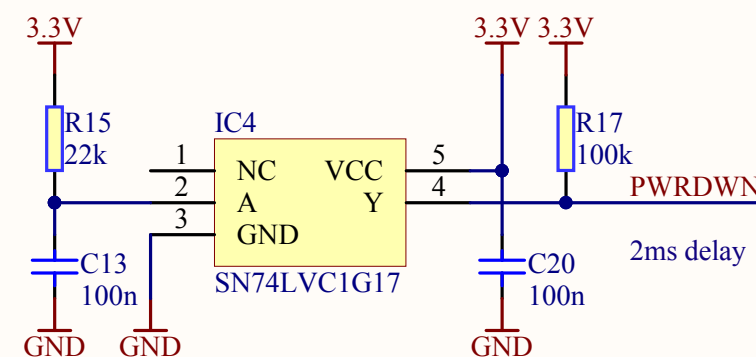 3.3V
3.3V 3.3V
R15
22k
IC4
R17
100k
1
NC
VCC
5
2
A
Y
4
PWRDWN
3
GND
C13
100n
SN74LVC1G17
C20
100n
2ms delay
GND
GND
GND